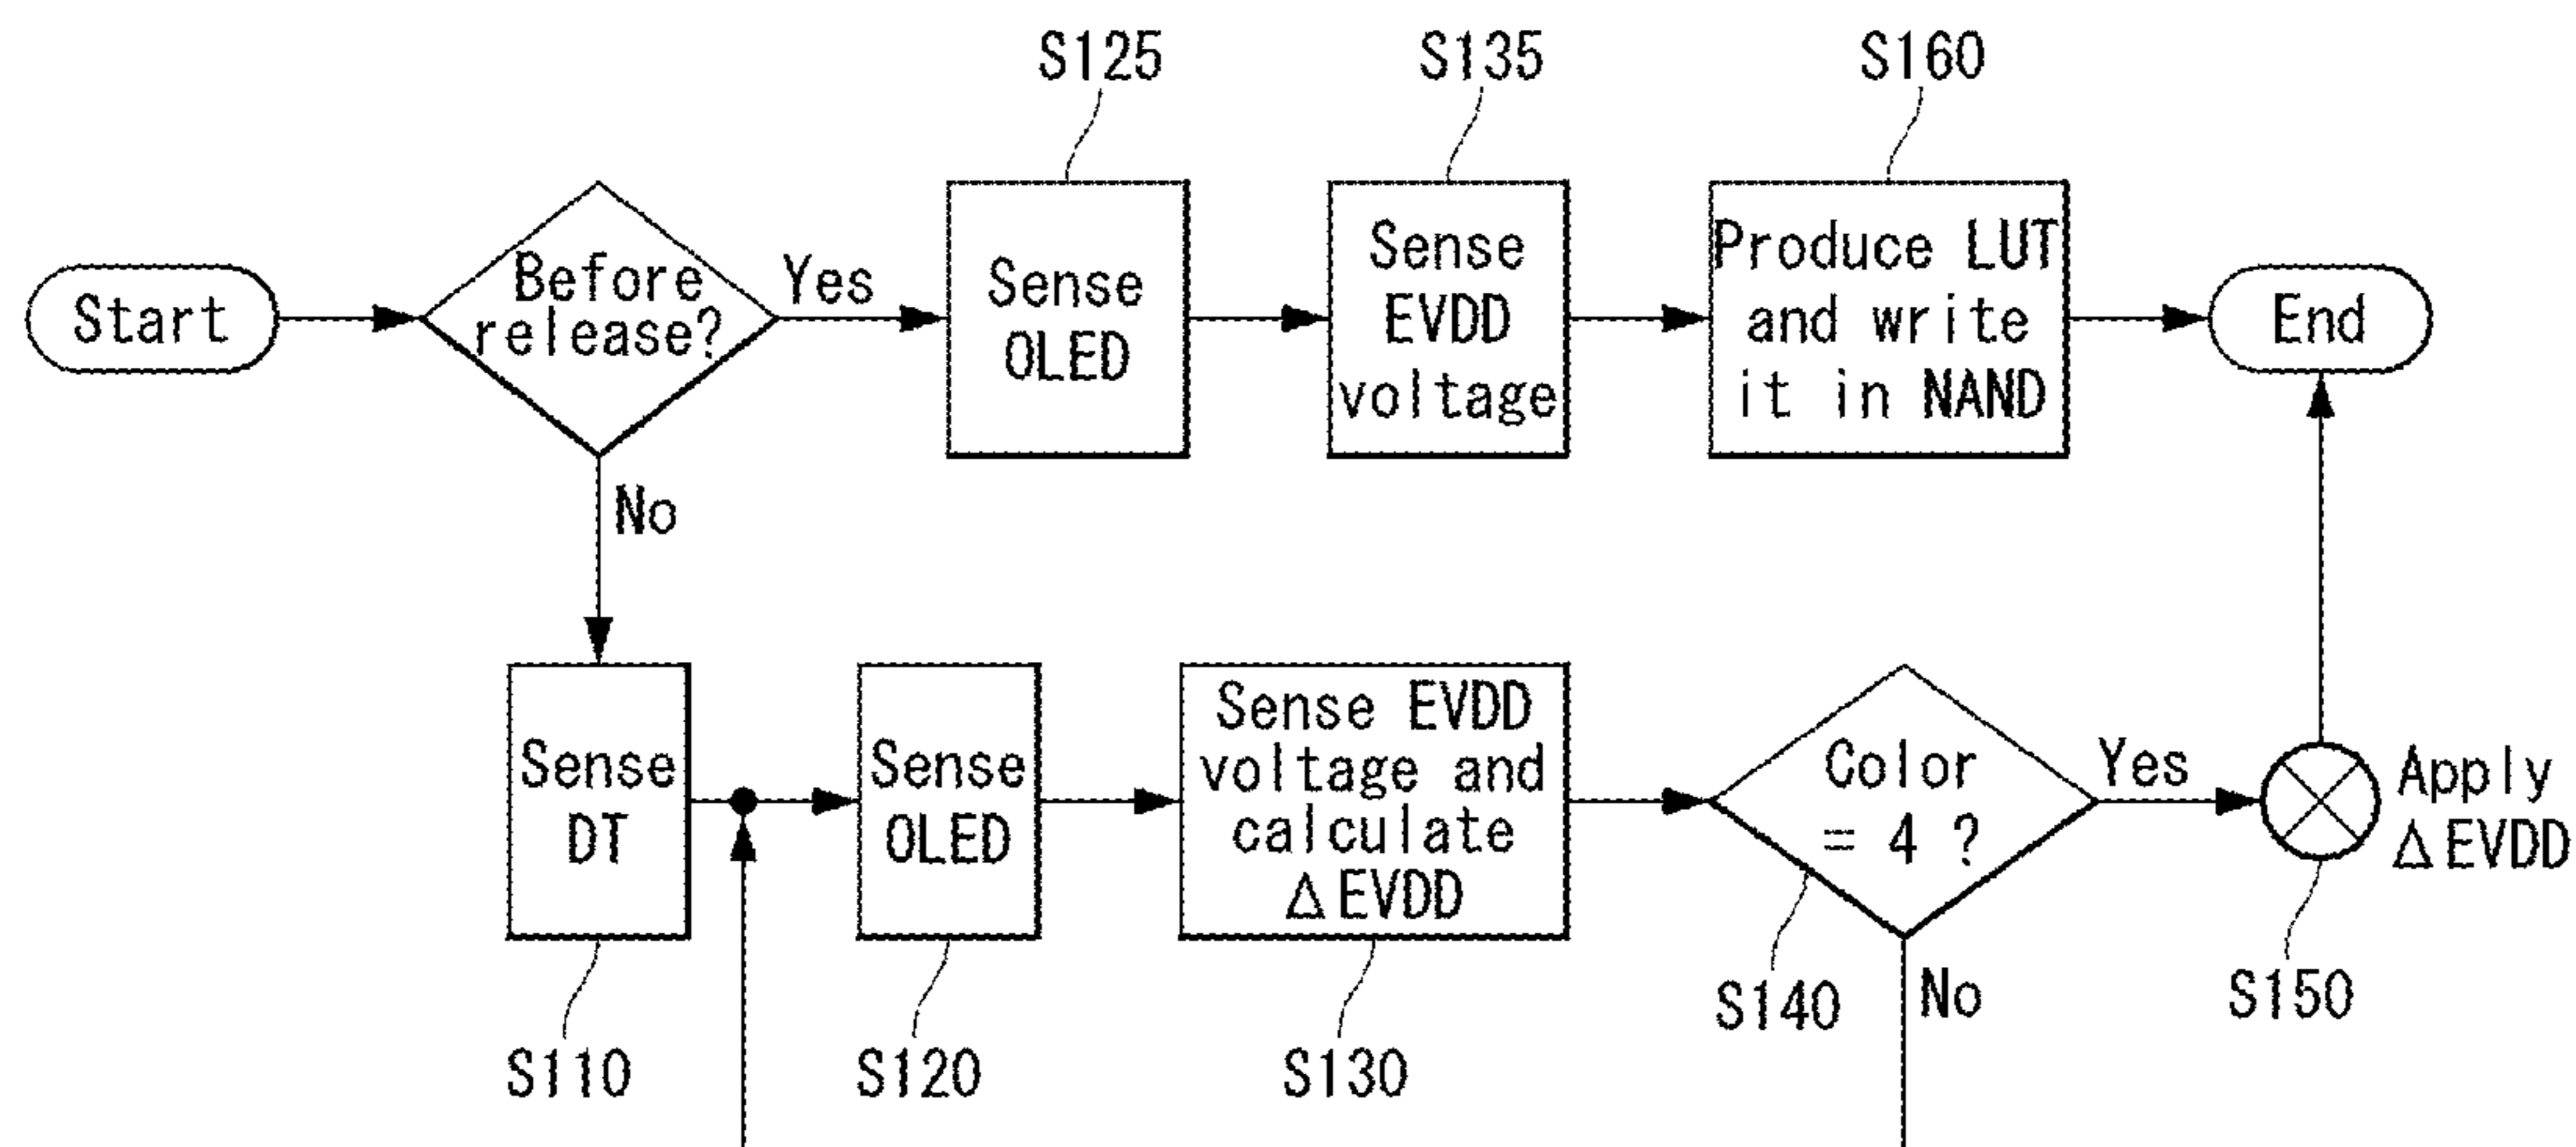 S125
S135
S160
Start
Before
release?
Yes
Sense
OLED
Sense
EVDD
voltage
Produce LUT
and write
it in NAND
End
No
Sense
DT
Sense
OLED
Sense EVDD
voltage and
calculate
ΔEVDD
Color
= 4 ?
Yes
Apply
ΔEVDD
S110
S120
S130
S140
No
S150